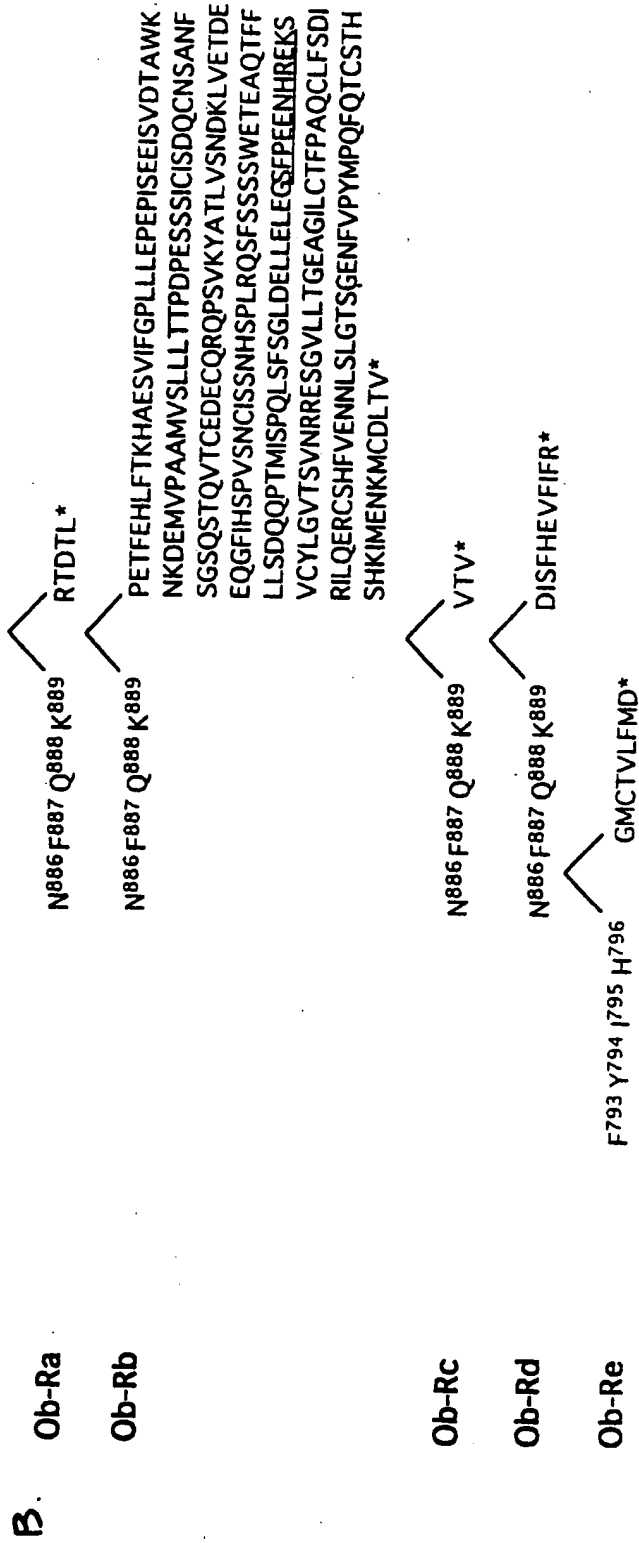 B.
Ob-Ra N886 F887 Q888 K889 RTDTL*
Ob-Rb N886 F887 Q888 K889 PETFEHLFTKHAESVIFGPLLLEPEPISEEISVDTAWK
NKDEMVPAAMVSLLLTTPDPESSSICISDQCNSANF
SGSQSTQVTCEDECQRQPSVKYATLVSNDKLVETDE
EQGFIHSPVSNCISSNHSPLRQSFSSSSWETEAQTFF
LLSDQQPTMISPQLSFSGLDELLELEGSFPEENHREKS
VCYLGVTSVNRRESGVLLTGEAGILCTFPAQCLFSDI
RILQERCSHFVENNLSLGTSGENFVPYMPQFQTCSTH
SHKIMENKMCDLTV*
Ob-Rc N886 F887 Q888 K889 VTV*
Ob-Rd N886 F887 Q888 K889 DISFHEVFIFR*
Ob-Re F793 Y794 I795 H796 GMCTVLFMD*